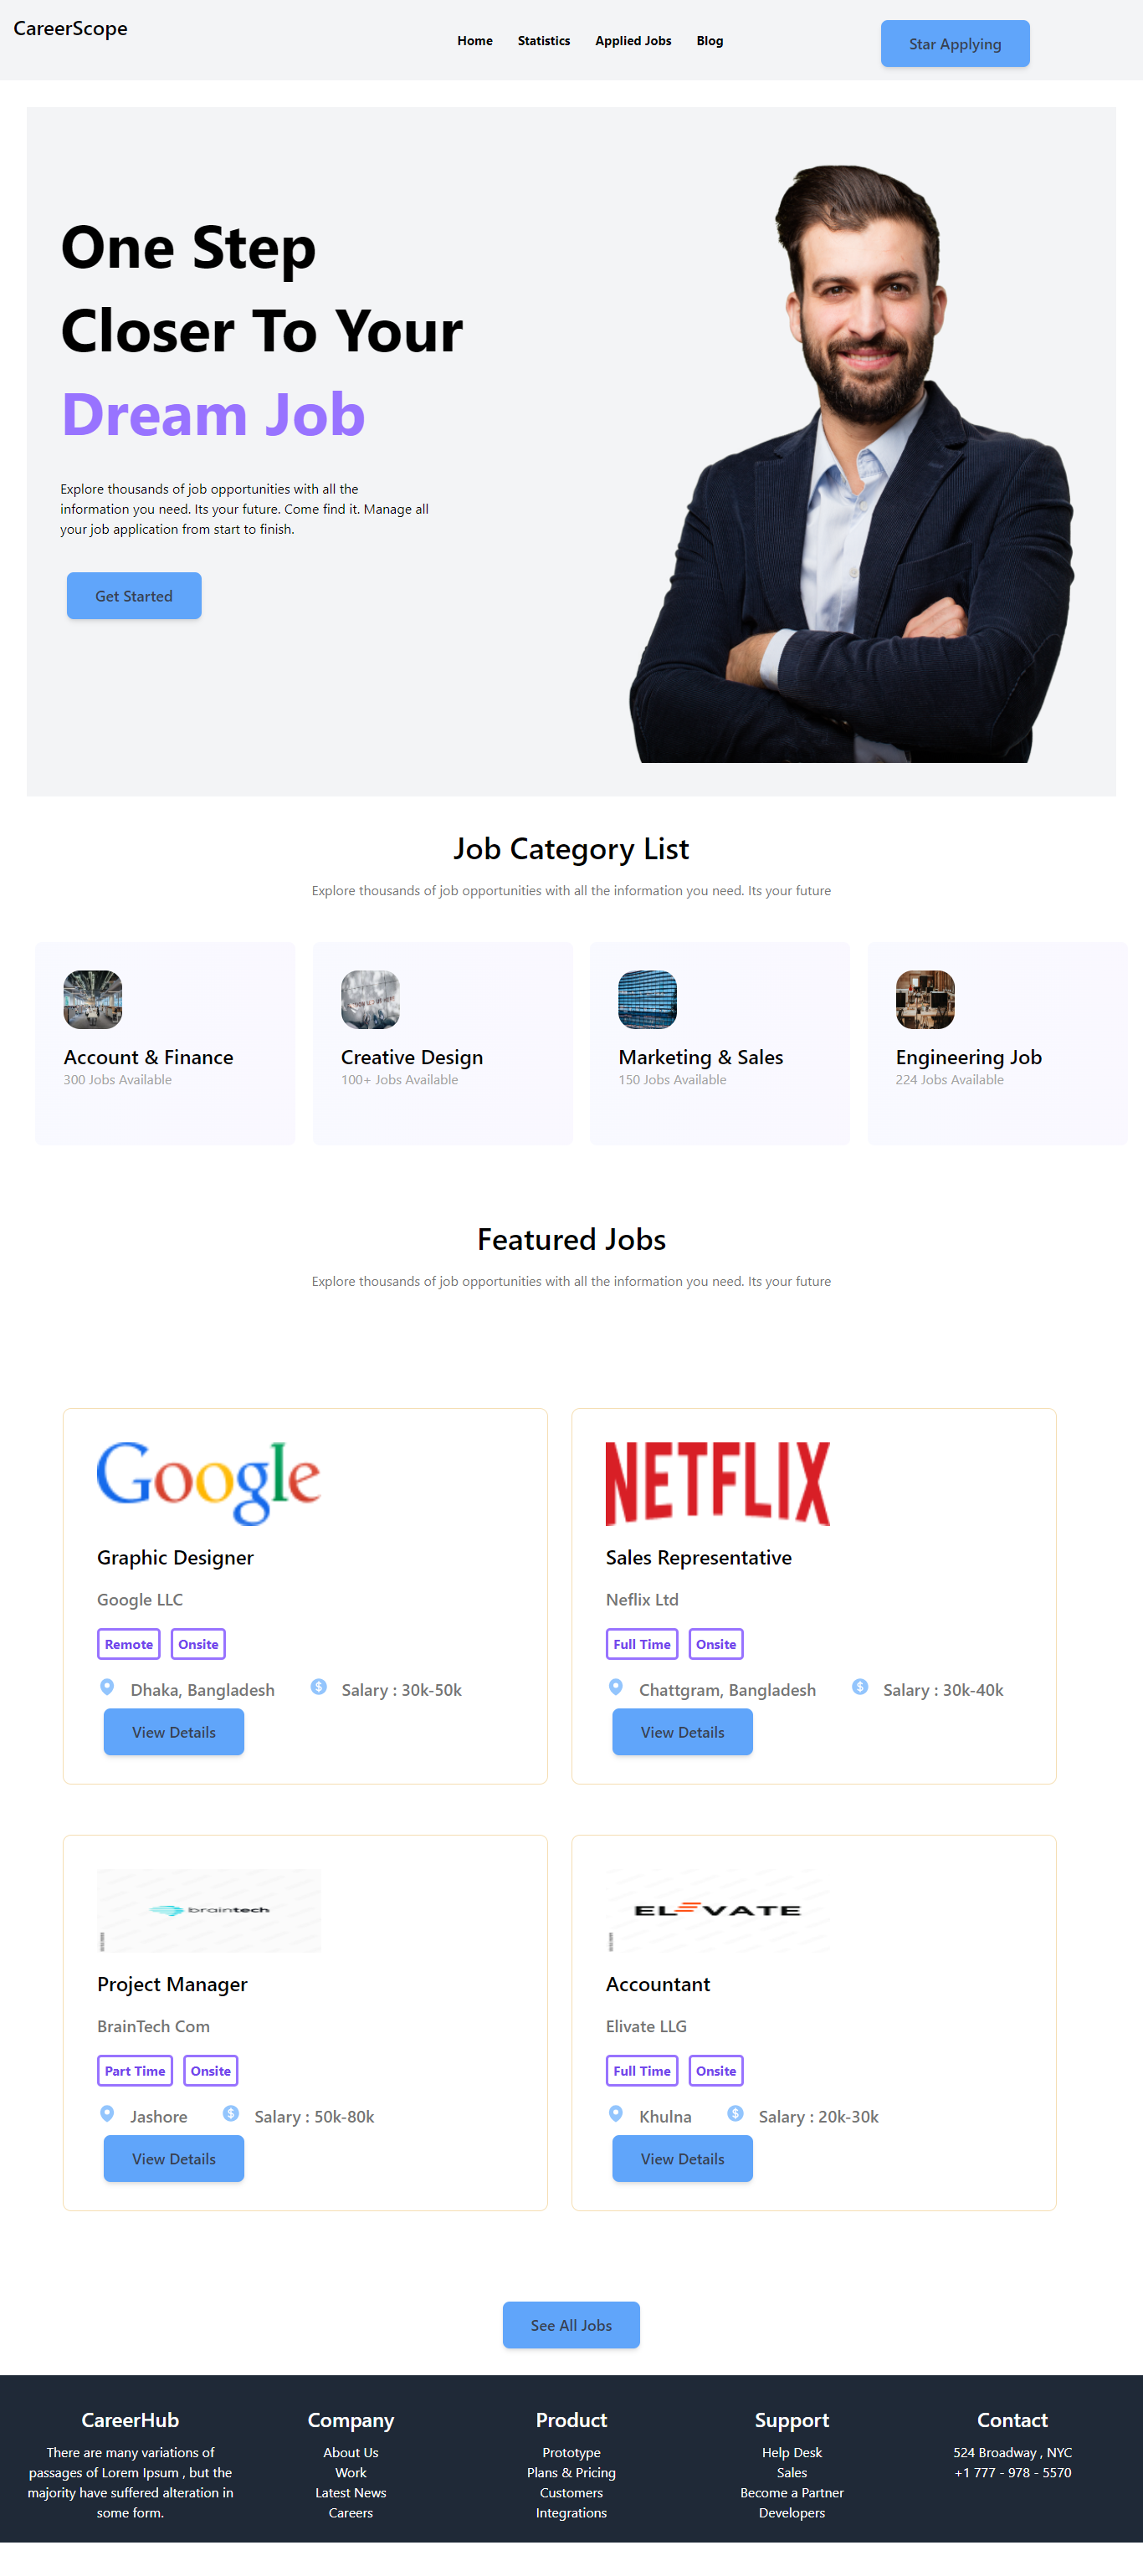 CareerScope
Home
Statistics
Applied Jobs
Blog
Star Applying
One Step
Closer To Your
Dream Job
Explore thousands of job opportunities with all the
information you need. Its your future. Come find it. Manage all
your job application from start to finish.
Get Started
Job Category List
Explore thousands of job opportunities with all the information you need. Its your future
Account & Finance
300 Jobs Available
Creative Design
100+ Jobs Available
Marketing & Sales
150 Jobs Available
Engineering Job
224 Jobs Available
Featured Jobs
Explore thousands of job opportunities with all the information you need. Its your future
Google
Graphic Designer
Google LLC
Remote
Onsite
Dhaka, Bangladesh
Salary : 30k-50k
View Details
NETFLIX
Sales Representative
Neflix Ltd
Full Time
Onsite
Chattgram, Bangladesh
Salary : 30k-40k
View Details
braintech
Project Manager
BrainTech Com
Part Time
Onsite
Jashore
Salary : 50k-80k
View Details
ELEVATE
Accountant
Elivate LLG
Full Time
Onsite
Khulna
Salary : 20k-30k
View Details
See All Jobs
CareerHub
There are many variations of
passages of Lorem Ipsum , but the
majority have suffered alteration in
some form.
Company
About Us
Work
Latest News
Careers
Product
Prototype
Plans & Pricing
Customers
Integrations
Support
Help Desk
Sales
Become a Partner
Developers
Contact
524 Broadway , NYC
+1 777 - 978 - 5570